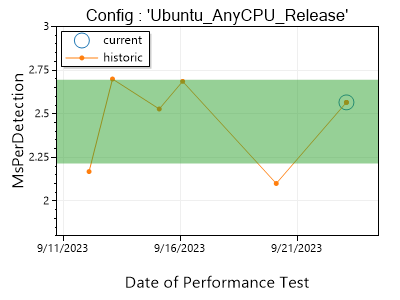 Config : 'Ubuntu_AnyCPU_Release'
3
2.75
2.5
2.25
2
current
historic
MsPerDetection
9/11/2023
9/16/2023
9/21/2023
Date of Performance Test